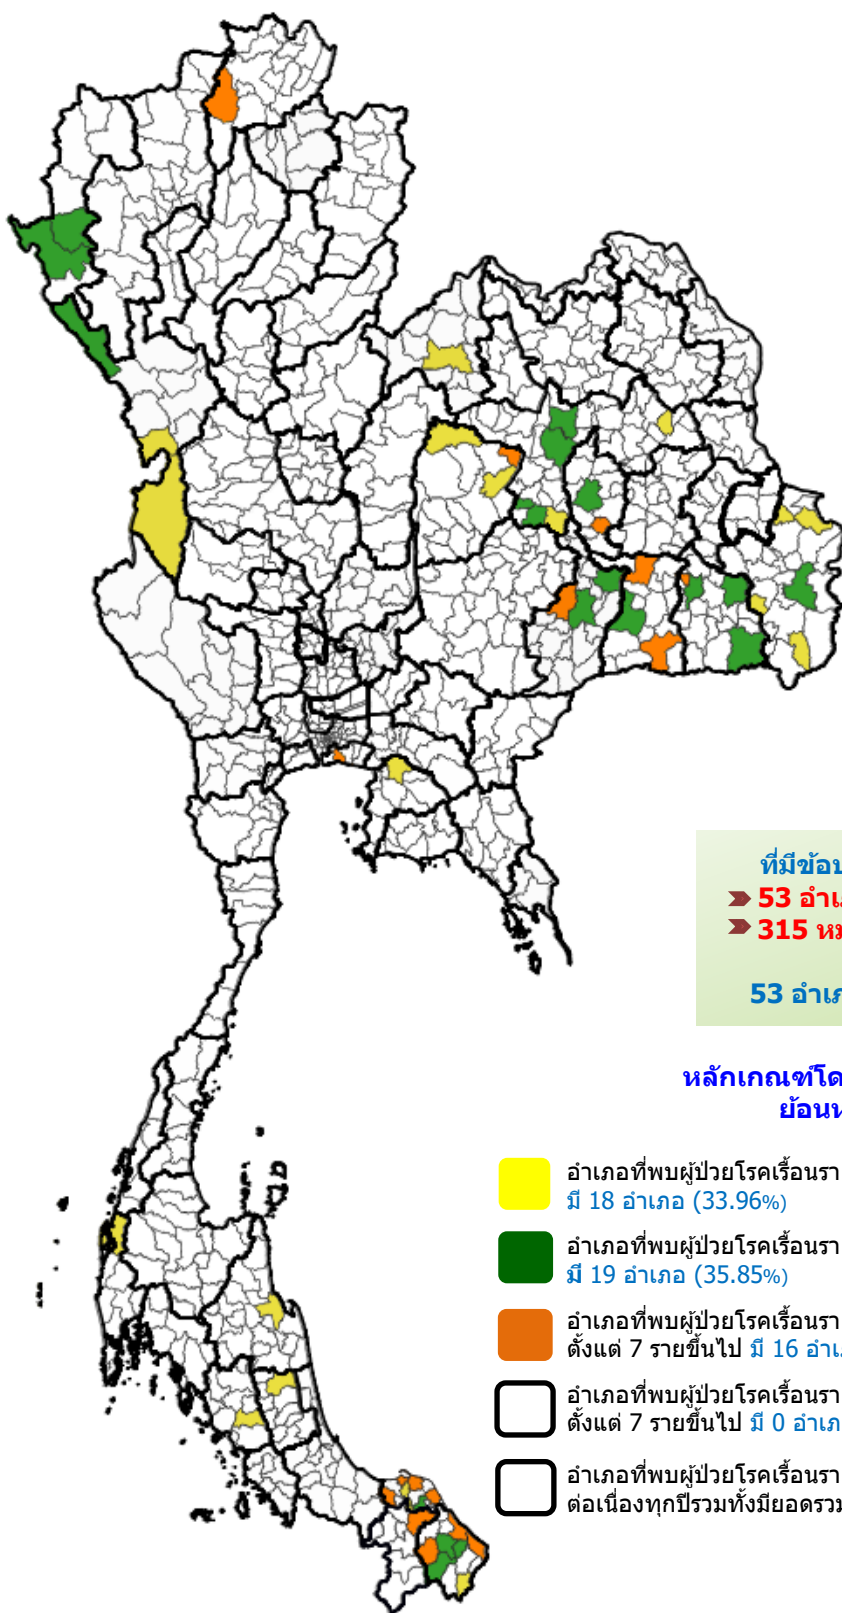 ที่มีข้อบ
53 อำเภ
315 หมู
53 อำเภ
หลักเกณฑ์โด
ย้อนห
อำเภอที่พบผู้ป่วยโรคเรื้อนรา
มี 18 อำเภอ (33.96%)
อำเภอที่พบผู้ป่วยโรคเรื้อนรา
มี 19 อำเภอ (35.85%)
อำเภอที่พบผู้ป่วยโรคเรื้อนรา
ตั้งแต่ 7 รายขึ้นไป มี 16 อำเภ
อำเภอที่พบผู้ป่วยโรคเรื้อนรา
ตั้งแต่ 7 รายขึ้นไป มี 0 อำเภ
อำเภอที่พบผู้ป่วยโรคเรื้อนรา
ต่อเนื่องทุกปีรวมทั้งมียอดรวม